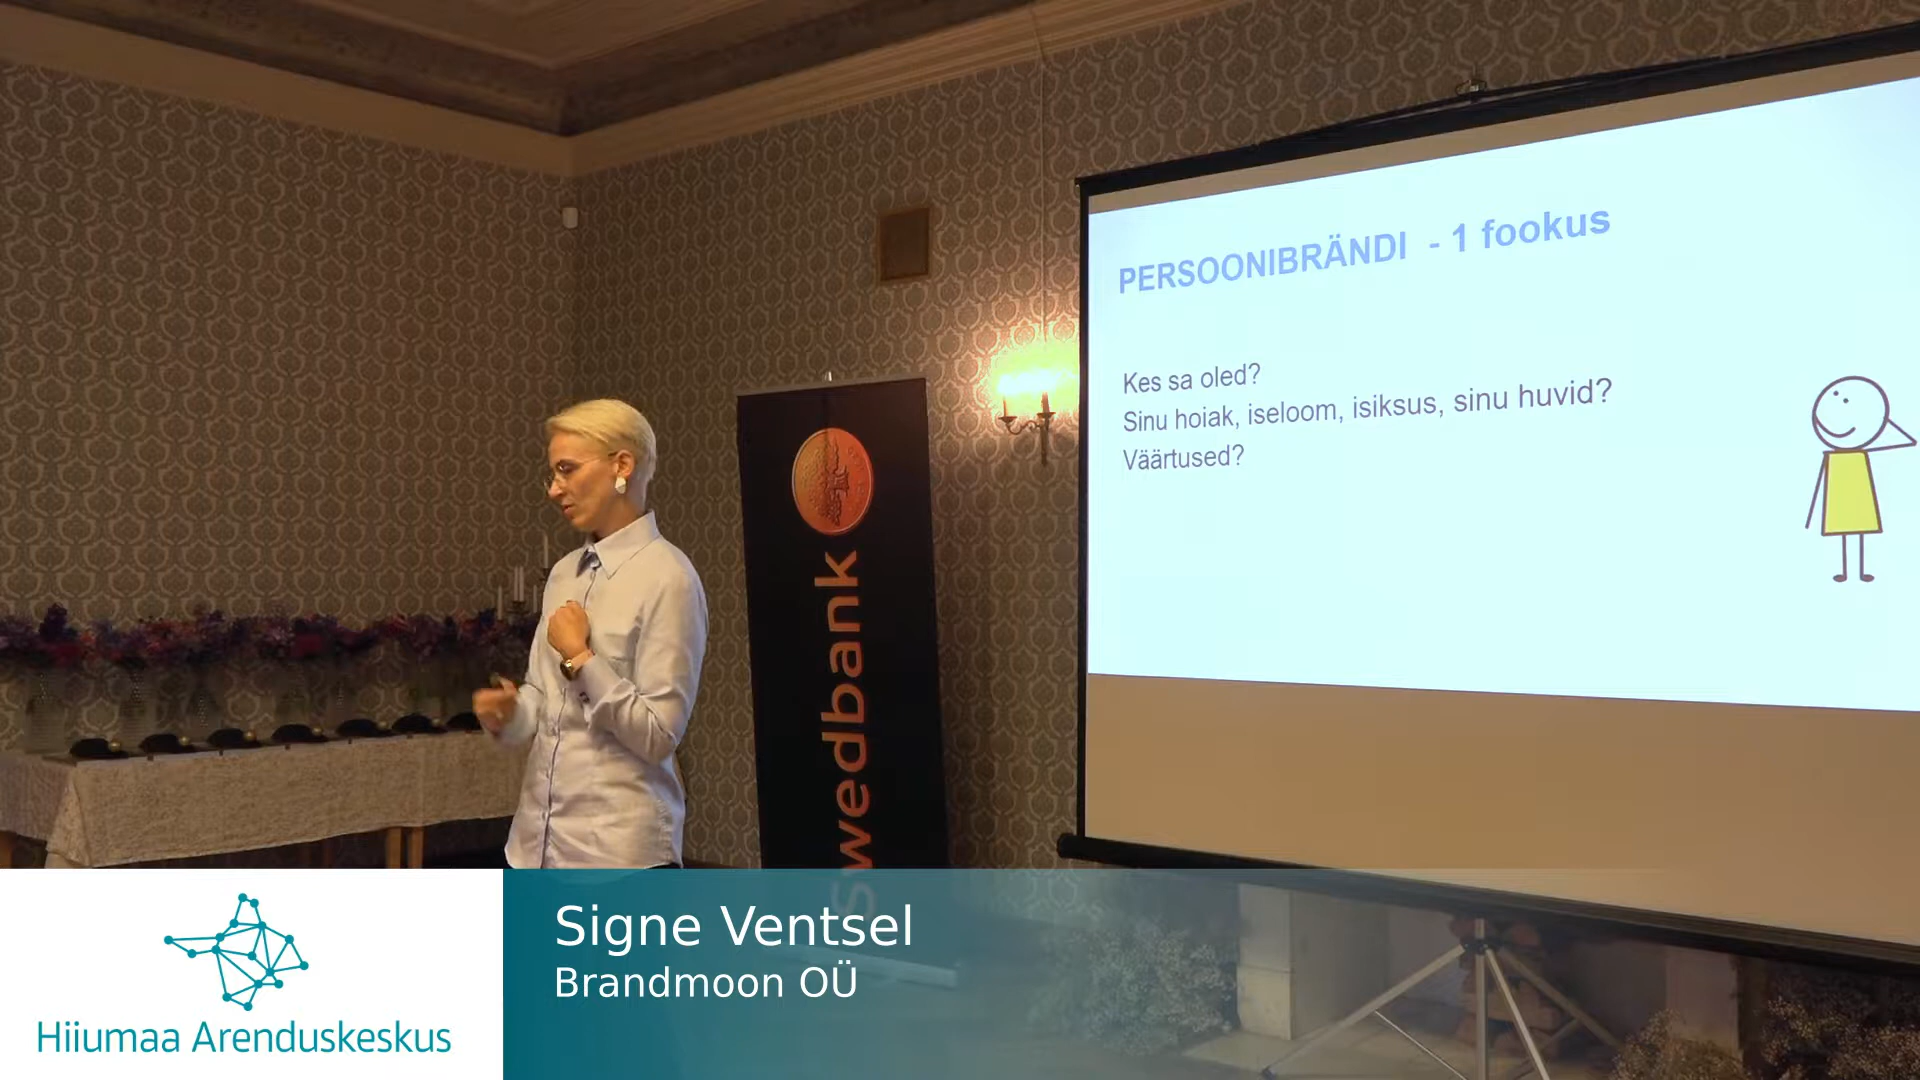 PERSOONIBRÄNDI - 1 fookus
Kes sa oled?
Sinu hoiak, iseloom, isiksus, sinu huvid?
Väärtused?
Swedbank
Signe Ventsel
Brandmoon OÜ
Hiiumaa Arenduskeskus